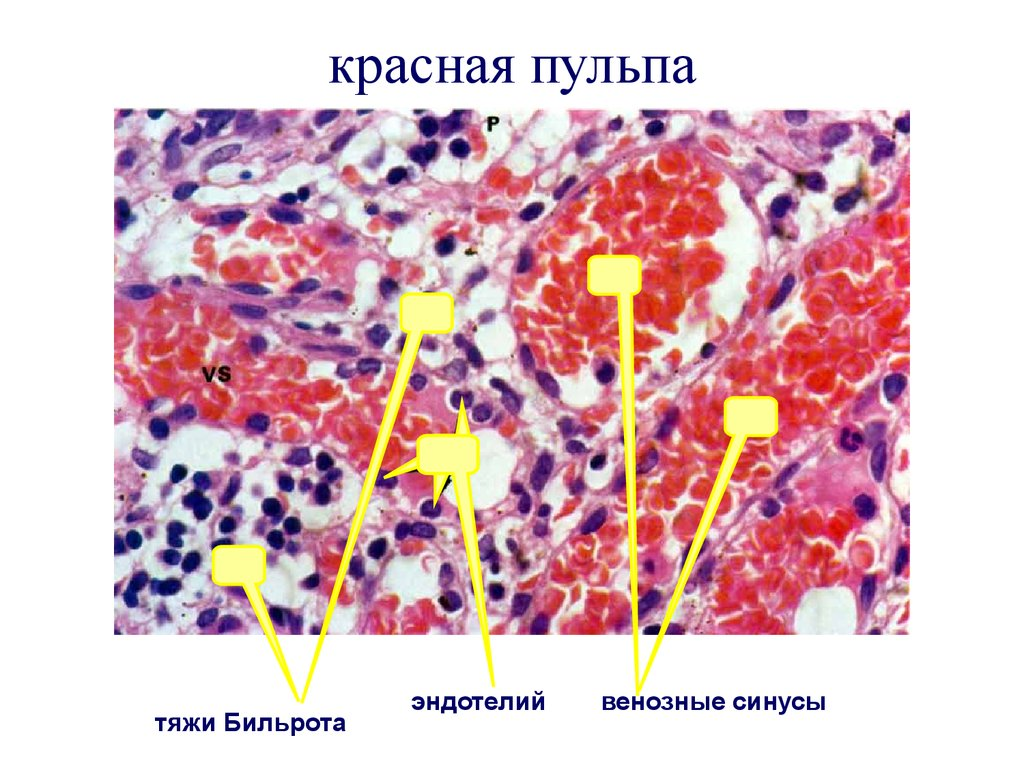 красная пульпа
P
VS
эндотелий
венозные синусы
тяжи Бильрота